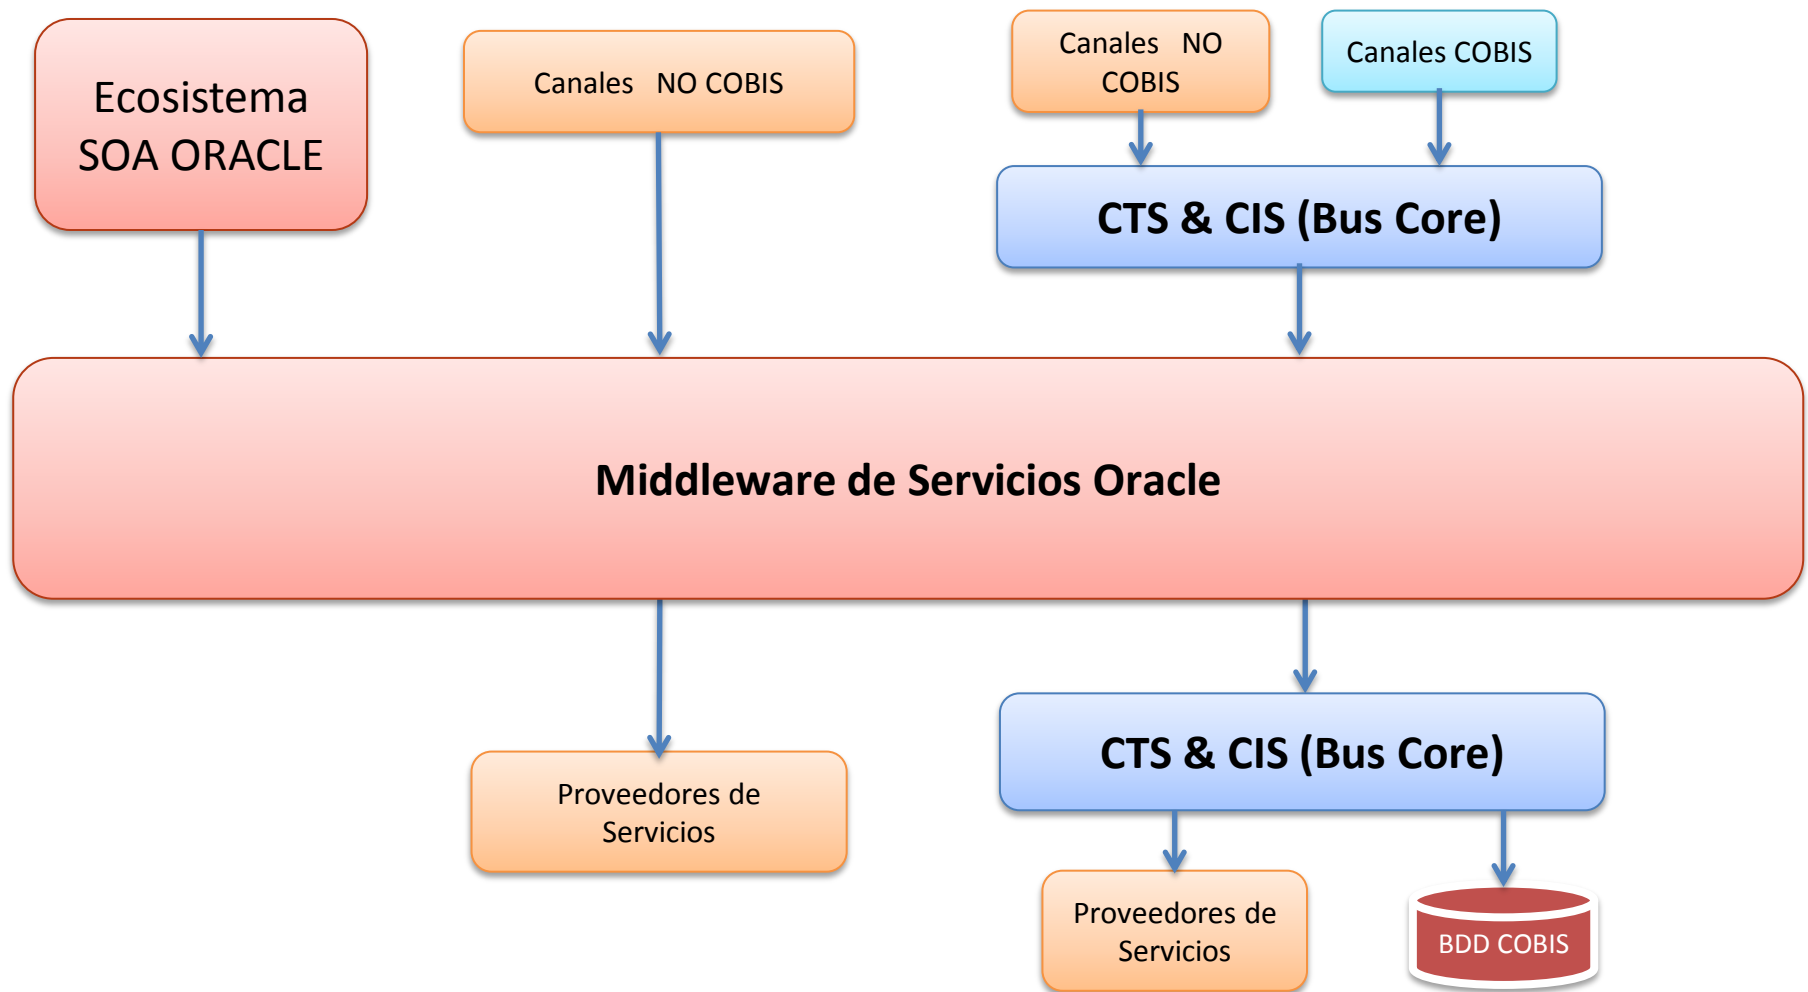 Ecosistema
SOA ORACLE
Canales NO COBIS
Canales NO
COBIS
Canales COBIS
CTS & CIS (Bus Core)
Middleware de Servicios Oracle
Proveedores de
Servicios
CTS & CIS (Bus Core)
Proveedores de
Servicios
BDD COBIS